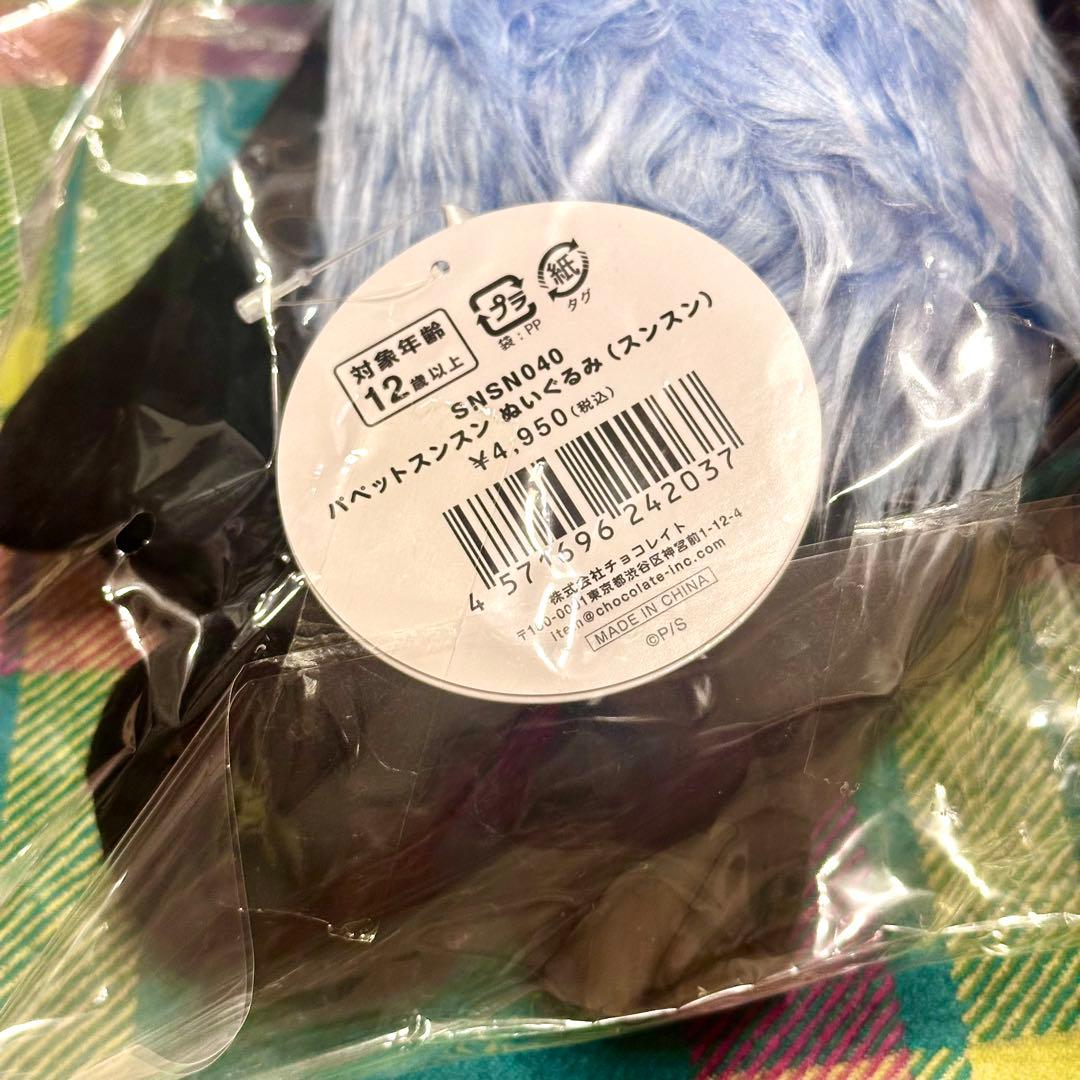 対象年齢
12歳以上
プラ
袋：PP
紙
タグ
SNSN040
パペットスンスン ぬいぐるみ（スンスン）
¥4,950（税込）
4 571696 242037
株式会社チョコレイト
〒150-0001東京都渋谷区神宮前1-12-4
item@chocolate-inc.com
MADE IN CHINA
©P/S